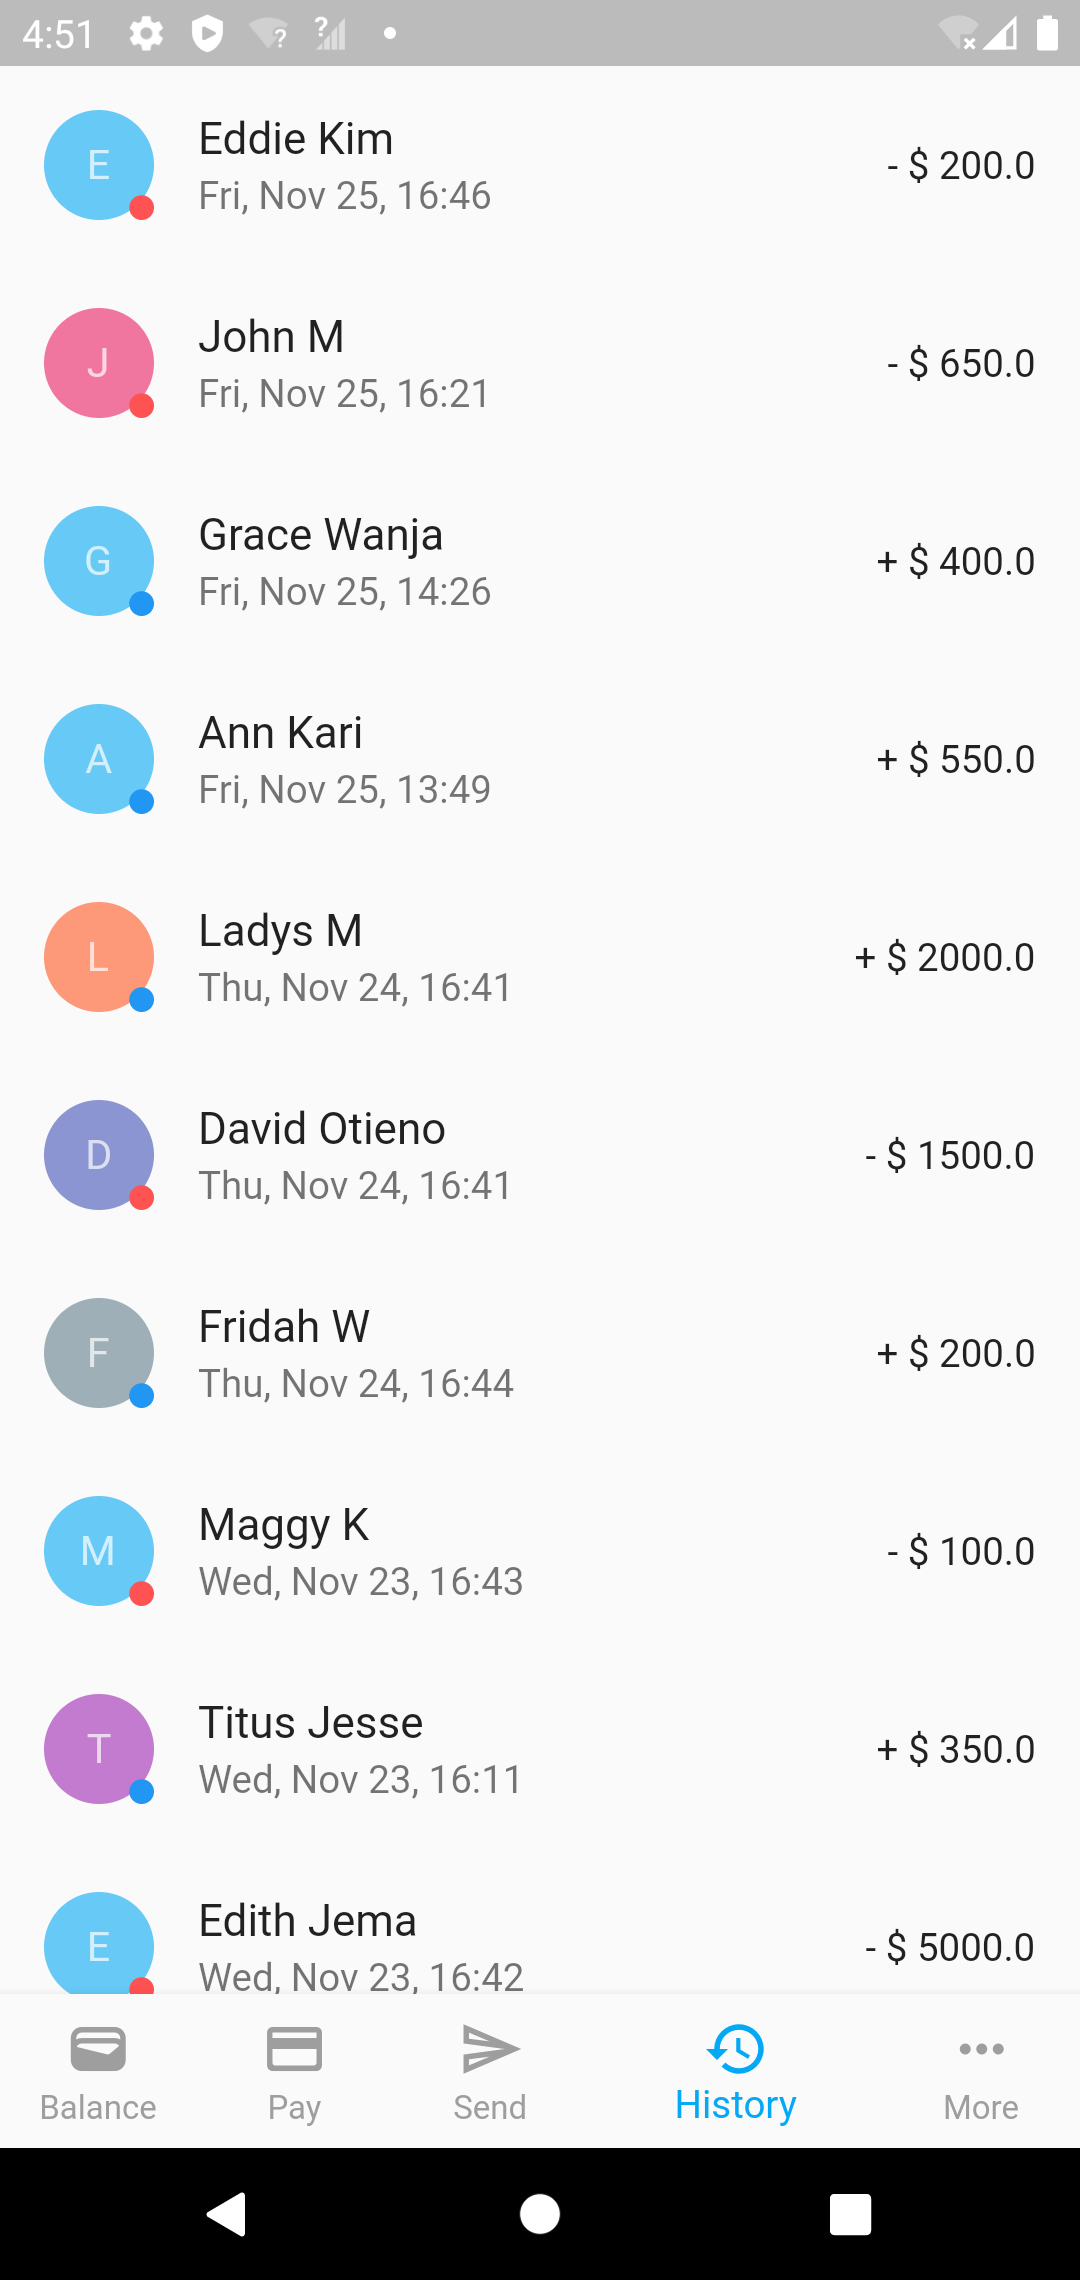 4:51
E
Eddie Kim
Fri, Nov 25, 16:46
- $ 200.0
J
John M
Fri, Nov 25, 16:21
- $ 650.0
G
Grace Wanja
Fri, Nov 25, 14:26
+ $ 400.0
A
Ann Kari
Fri, Nov 25, 13:49
+ $ 550.0
L
Ladys M
Thu, Nov 24, 16:41
+ $ 2000.0
D
David Otieno
Thu, Nov 24, 16:41
- $ 1500.0
F
Fridah W
Thu, Nov 24, 16:44
+ $ 200.0
M
Maggy K
Wed, Nov 23, 16:43
- $ 100.0
T
Titus Jesse
Wed, Nov 23, 16:11
+ $ 350.0
E
Edith Jema
Wed, Nov 23, 16:42
- $ 5000.0
Balance
Pay
Send
History
More